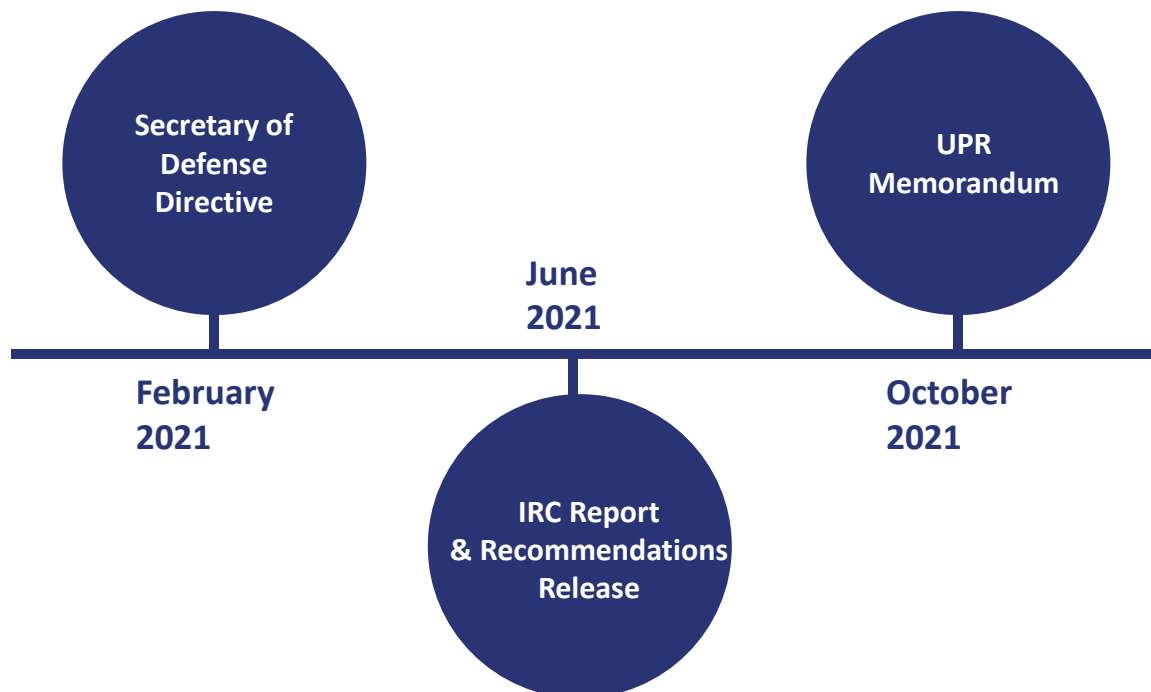 Secretary of
Defense
Directive
February
2021
June
2021
IRC Report
& Recommendations
Release
UPR
Memorandum
October
2021